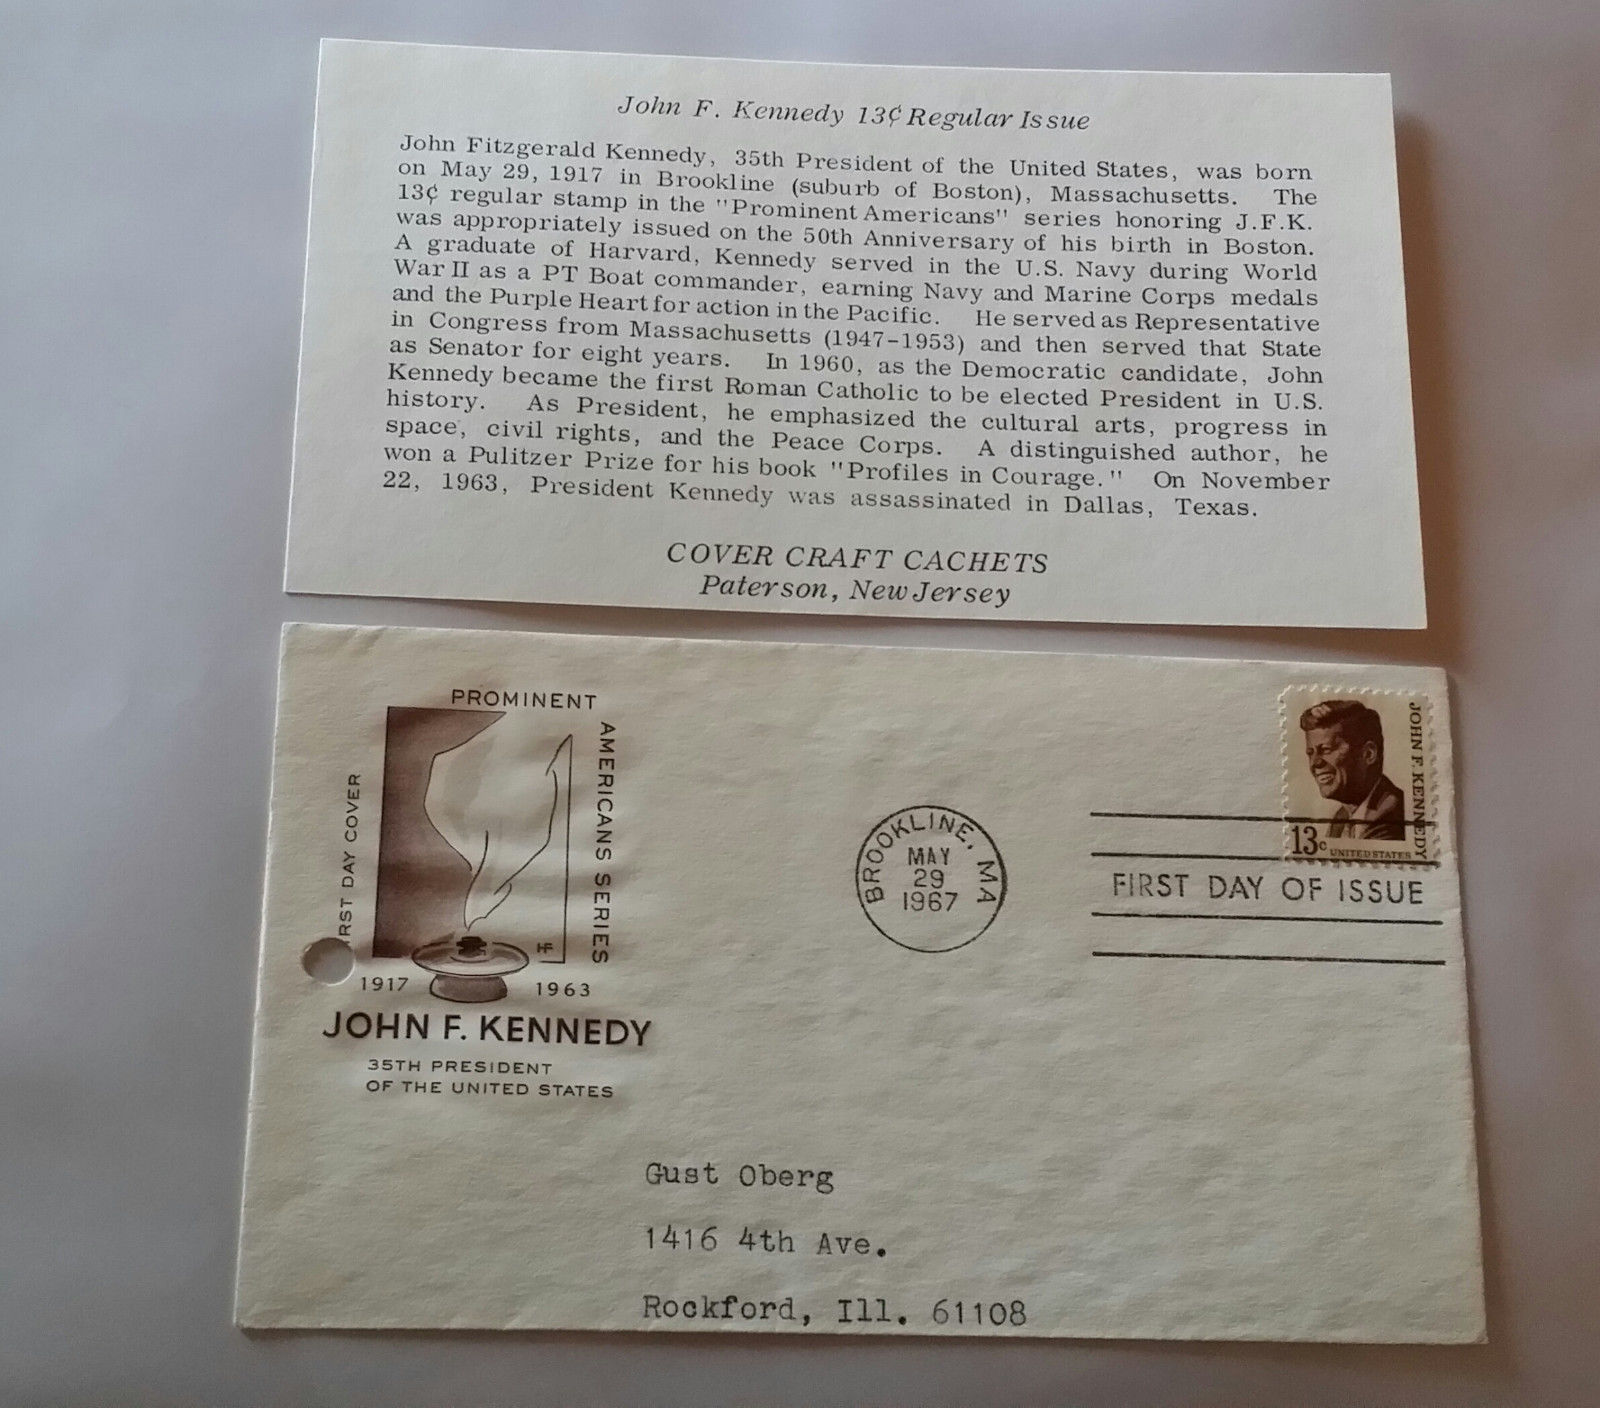 John F. Kennedy 13¢ Regular Issue
John Fitzgerald Kennedy, 35th President of the United States, was born
on May 29, 1917 in Brookline (suburb of Boston), Massachusetts. The
13¢ regular stamp in the "Prominent Americans" series honoring J.F.K.
was appropriately issued on the 50th Anniversary of his birth in Boston.
A graduate of Harvard, Kennedy served in the U.S. Navy during World
War II as a PT Boat commander, earning Navy and Marine Corps medals
and the Purple Heart for action in the Pacific. He served as Representative
in Congress from Massachusetts (1947-1953) and then served that State
as Senator for eight years. In 1960, as the Democratic candidate, John
Kennedy became the first Roman Catholic to be elected President in U.S.
history. As President, he emphasized the cultural arts, progress in
space, civil rights, and the Peace Corps. A distinguished author, he
won a Pulitzer Prize for his book "Profiles in Courage." On November
22, 1963, President Kennedy was assassinated in Dallas, Texas.
COVER CRAFT CACHETS
Paterson, New Jersey
PROMINENT
AMERICANS SERIES
RST DAY COVER
HF
1917 1963
JOHN F. KENNEDY
35TH PRESIDENT
OF THE UNITED STATES
BROOKLINE, MA
MAY
29
1967
JOHN F. KENNEDY
13c UNITED STATES
FIRST DAY OF ISSUE
Gust Oberg
1416 4th Ave.
Rockford, Ill. 61108